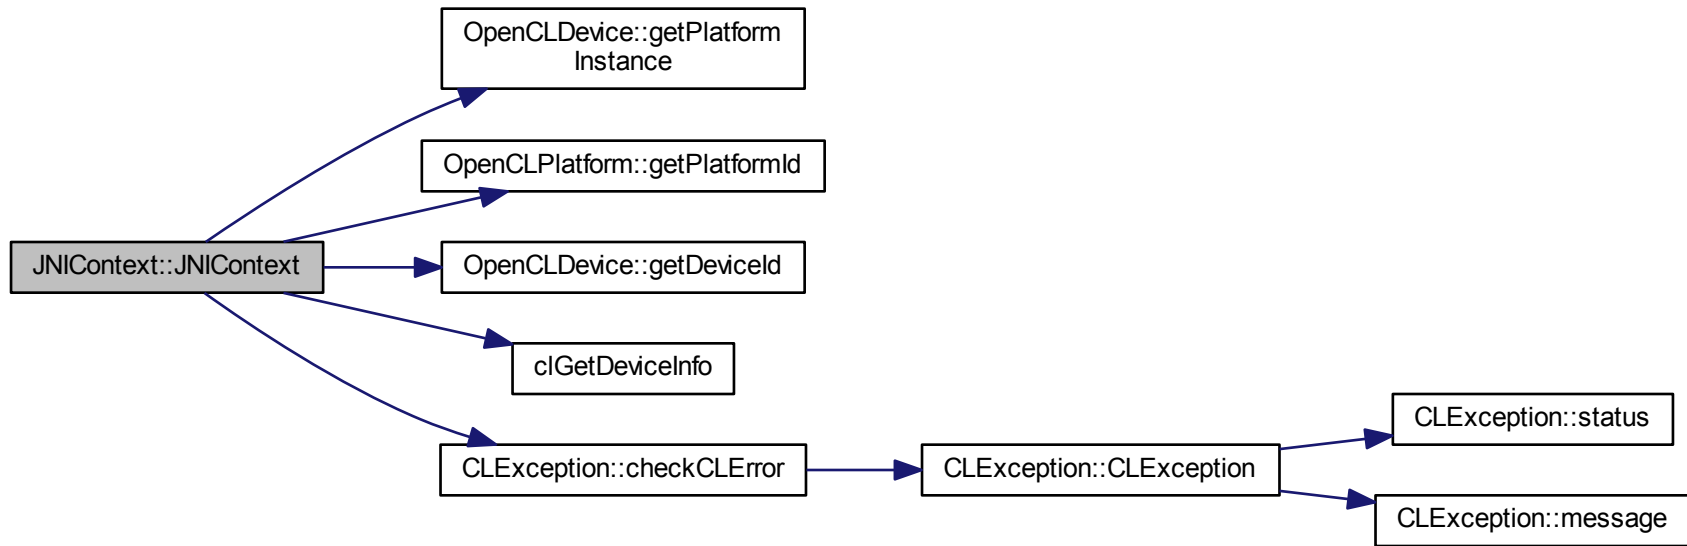 OpenCLDevice::getPlatform
Instance
OpenCLPlatform::getPlatformId
JNIContext::JNIContext
OpenCLDevice::getDeviceId
clGetDeviceInfo
CLException::status
CLException::checkCLError
CLException::CLException
CLException::message